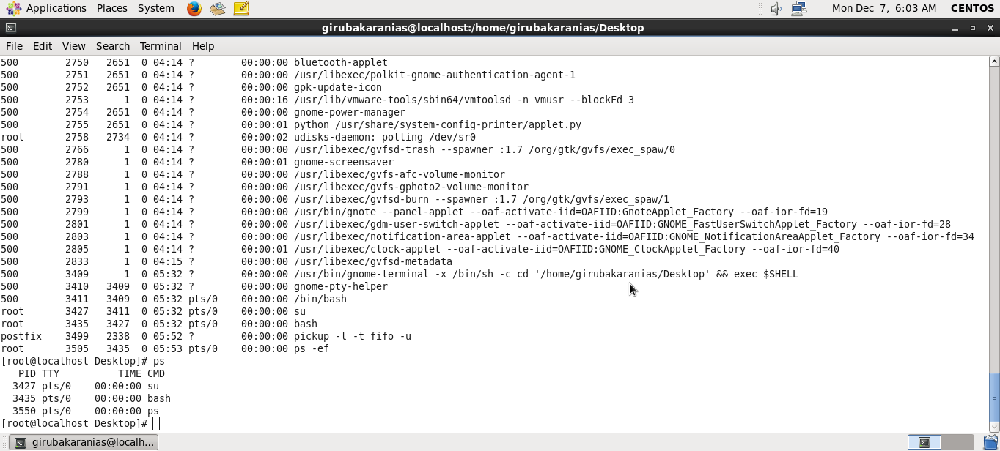 Applications Places System Mon Dec 7, 6:03 AM CENTOS
girubakaranias@localhost:/home/girubakaranias/Desktop
File Edit View Search Terminal Help
500 2750 2651 0 04:14 ? 00:00:00 bluetooth-applet
500 2751 2651 0 04:14 ? 00:00:00 /usr/libexec/polkit-gnome-authentication-agent-1
500 2752 2651 0 04:14 ? 00:00:00 gpk-update-icon
500 2753 1 0 04:14 ? 00:00:16 /usr/lib/vmware-tools/sbin64/vmtoolsd -n vmusr --blockFd 3
500 2754 2651 0 04:14 ? 00:00:00 gnome-power-manager
500 2755 2651 0 04:14 ? 00:00:01 python /usr/share/system-config-printer/applet.py
root 2758 2734 0 04:14 ? 00:00:02 udisks-daemon: polling /dev/sr0
500 2766 1 0 04:14 ? 00:00:00 /usr/libexec/gvfsd-trash --spawner :1.7 /org/gtk/gvfs/exec_spaw/0
500 2780 1 0 04:14 ? 00:00:01 gnome-screensaver
500 2788 1 0 04:14 ? 00:00:00 /usr/libexec/gvfs-afc-volume-monitor
500 2791 1 0 04:14 ? 00:00:00 /usr/libexec/gvfs-gphoto2-volume-monitor
500 2793 1 0 04:14 ? 00:00:00 /usr/libexec/gvfsd-burn --spawner :1.7 /org/gtk/gvfs/exec_spaw/1
500 2799 1 0 04:14 ? 00:00:00 /usr/bin/gnote --panel-applet --oaf-activate-iid=OAFIID:GnoteApplet_Factory --oaf-ior-fd=19
500 2801 1 0 04:14 ? 00:00:00 /usr/libexec/gdm-user-switch-applet --oaf-activate-iid=OAFIID:GNOME_FastUserSwitchApplet_Factory --oaf-ior-fd=28
500 2803 1 0 04:14 ? 00:00:00 /usr/libexec/notification-area-applet --oaf-activate-iid=OAFIID:GNOME_NotificationAreaApplet_Factory --oaf-ior-fd=34
500 2805 1 0 04:14 ? 00:00:01 /usr/libexec/clock-applet --oaf-activate-iid=OAFIID:GNOME_ClockApplet_Factory --oaf-ior-fd=40
500 2833 1 0 04:15 ? 00:00:00 /usr/libexec/gvfsd-metadata
500 3409 1 0 05:32 ? 00:00:00 /usr/bin/gnome-terminal -x /bin/sh -c cd '/home/girubakaranias/Desktop' && exec $SHELL
500 3410 3409 0 05:32 ? 00:00:00 gnome-pty-helper
500 3411 3409 0 05:32 pts/0 00:00:00 /bin/bash
root 3427 3411 0 05:32 pts/0 00:00:00 su
root 3435 3427 0 05:32 pts/0 00:00:00 bash
postfix 3499 2338 0 05:52 ? 00:00:00 pickup -l -t fifo -u
root 3505 3435 0 05:53 pts/0 00:00:00 ps -ef
[root@localhost Desktop]# ps
PID TTY TIME CMD
3427 pts/0 00:00:00 su
3435 pts/0 00:00:00 bash
3550 pts/0 00:00:00 ps
[root@localhost Desktop]#
girubakaranias@localh...